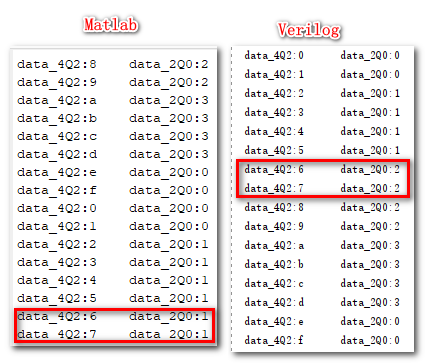 Matlab
data_4Q2:8 data_2Q0:2
data_4Q2:9 data_2Q0:2
data_4Q2:a data_2Q0:3
data_4Q2:b data_2Q0:3
data_4Q2:c data_2Q0:3
data_4Q2:d data_2Q0:3
data_4Q2:e data_2Q0:0
data_4Q2:f data_2Q0:0
data_4Q2:0 data_2Q0:0
data_4Q2:1 data_2Q0:0
data_4Q2:2 data_2Q0:1
data_4Q2:3 data_2Q0:1
data_4Q2:4 data_2Q0:1
data_4Q2:5 data_2Q0:1
data_4Q2:6 data_2Q0:1
data_4Q2:7 data_2Q0:1
Verilog
data_4Q2:0 data_2Q0:0
data_4Q2:1 data_2Q0:0
data_4Q2:2 data_2Q0:1
data_4Q2:3 data_2Q0:1
data_4Q2:4 data_2Q0:1
data_4Q2:5 data_2Q0:1
data_4Q2:6 data_2Q0:2
data_4Q2:7 data_2Q0:2
data_4Q2:8 data_2Q0:2
data_4Q2:9 data_2Q0:2
data_4Q2:a data_2Q0:3
data_4Q2:b data_2Q0:3
data_4Q2:c data_2Q0:3
data_4Q2:d data_2Q0:3
data_4Q2:e data_2Q0:0
data_4Q2:f data_2Q0:0